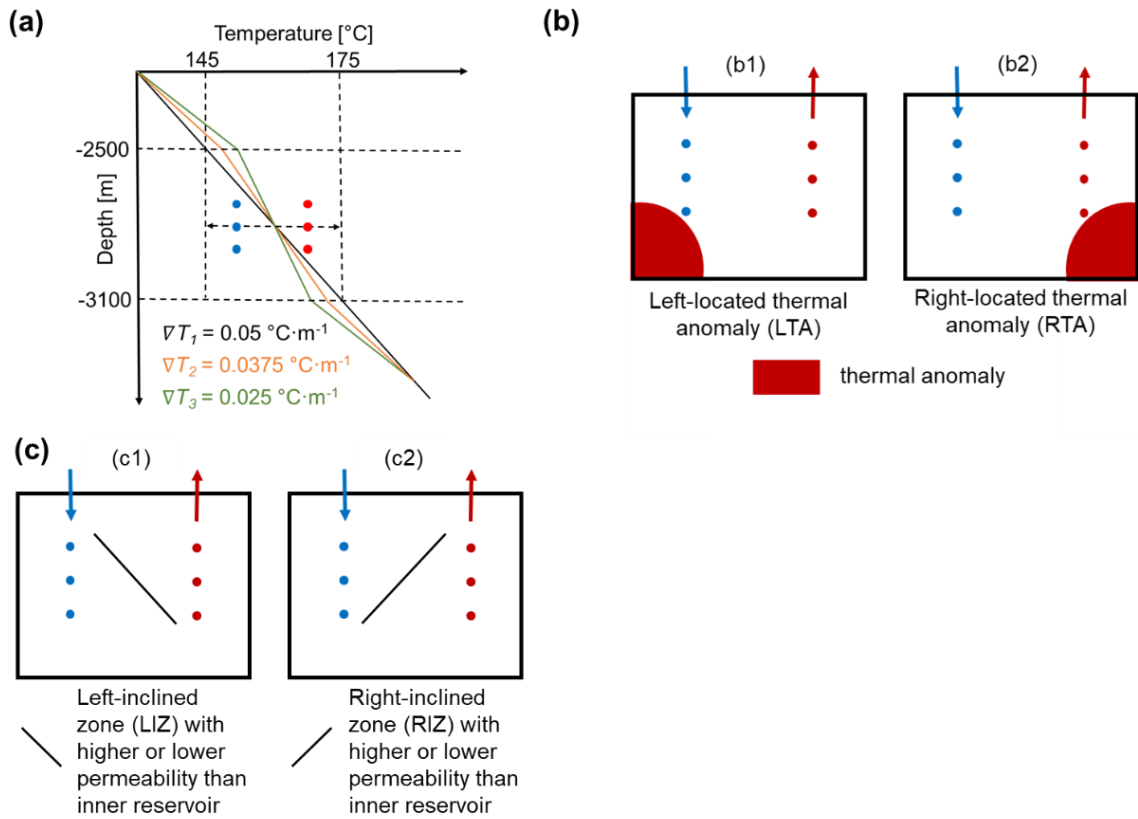 (a)
Temperature [°C]
145 175
-2500
Depth [m]
-3100
∇T₁ = 0.05 °C·m⁻¹
∇T₂ = 0.0375 °C·m⁻¹
∇T₃ = 0.025 °C·m⁻¹
(b)
(b1) (b2)
Left-located thermal
anomaly (LTA)
Right-located thermal
anomaly (RTA)
thermal anomaly
(c)
(c1) (c2)
Left-inclined
zone (LIZ) with
higher or lower
permeability than
inner reservoir
Right-inclined
zone (RIZ) with
higher or lower
permeability than
inner reservoir